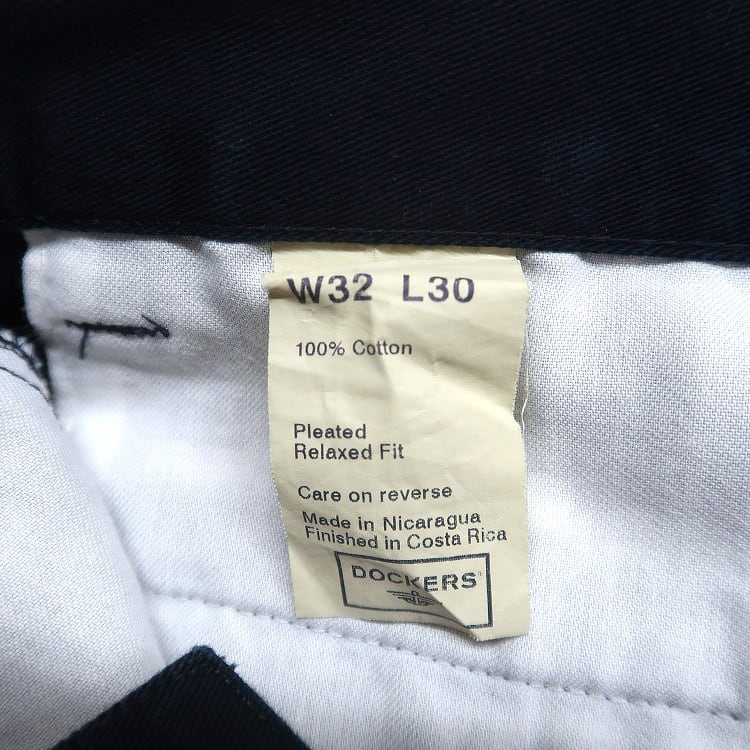 W32 L30
100% Cotton
Pleated
Relaxed Fit
Care on reverse
Made in Nicaragua
Finished in Costa Rica
DOCKERS